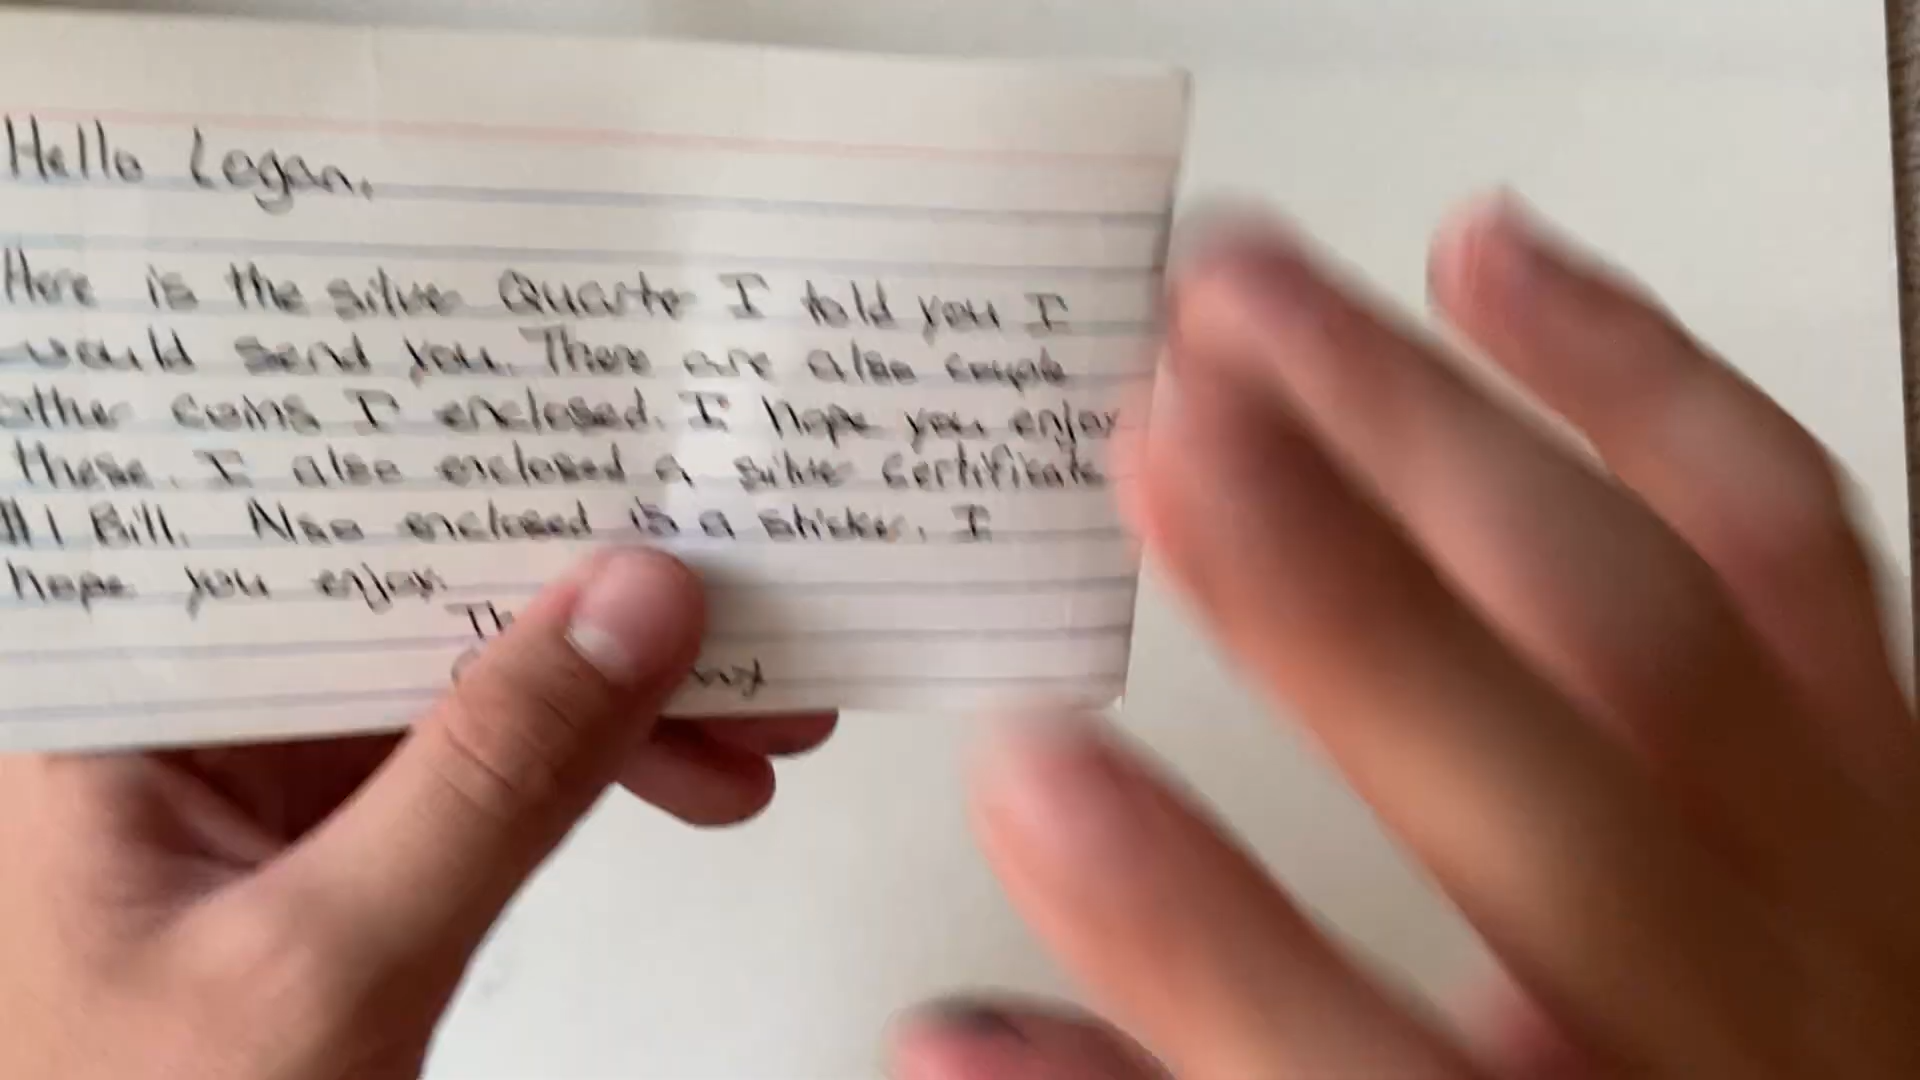 Hello Logan,
Here is the silver Quarter I told you I
would send you. There are also couple
other coins I enclosed. I hope you enjoy
these. I also enclosed a silver certificate
$1 Bill. Also enclosed is a sticker. I
hope you enjoy.